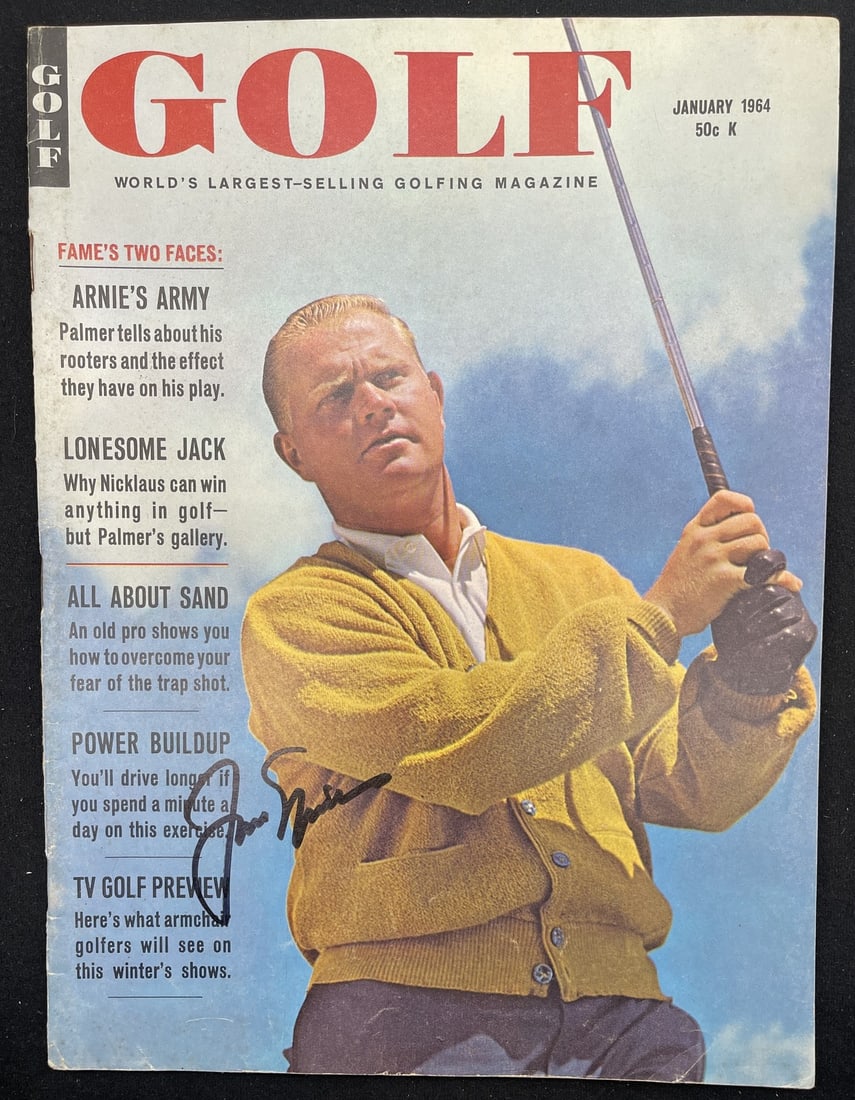 GOLF
GOLF
JANUARY 1964
50c K
WORLD'S LARGEST-SELLING GOLFING MAGAZINE
FAME'S TWO FACES:
ARNIE'S ARMY
Palmer tells about his
rooters and the effect
they have on his play.
LONESOME JACK
Why Nicklaus can win
anything in golf—
but Palmer's gallery.
ALL ABOUT SAND
An old pro shows you
how to overcome your
fear of the trap shot.
POWER BUILDUP
You'll drive longer if
you spend a minute a
day on this exercise.
TV GOLF PREVIEW
Here's what armchair
golfers will see on
this winter's shows.